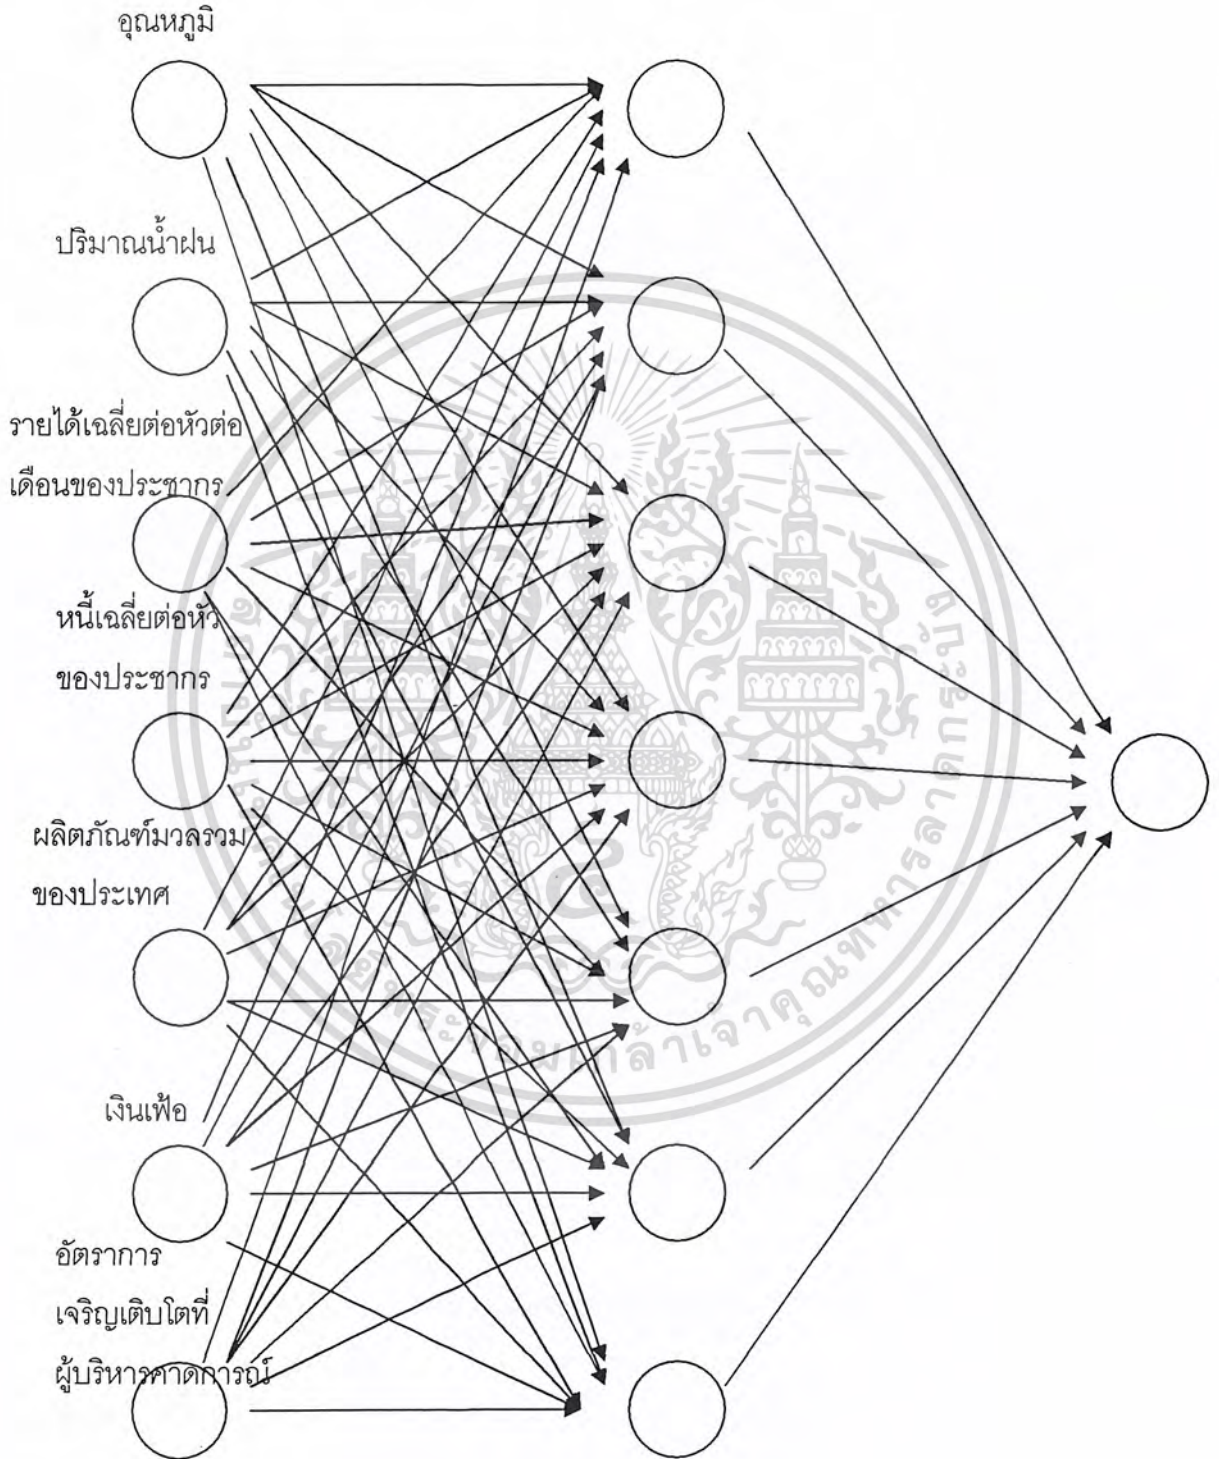 อุณหภูมิ
ปริมาณน้ำฝน
รายได้เฉลี่ยต่อหัวต่อ
เดือนของประชากร
หนี้เฉลี่ยต่อหัว
ของประชากร
ผลิตภัณฑ์มวลรวม
ของประเทศ
เงินเฟ้อ
อัตราการ
เจริญเติบโตที่
ผู้บริหารคาดการณ์